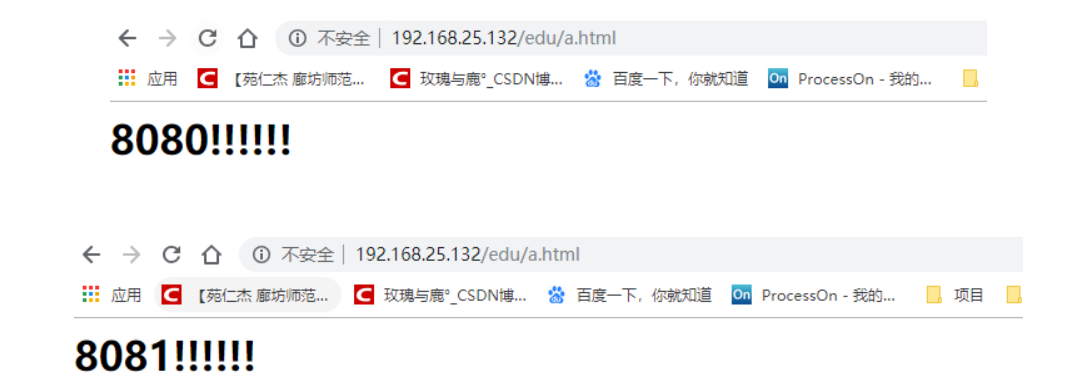 不安全 | 192.168.25.132/edu/a.html
应用 C 【苑仁杰 廊坊师范... C 玫瑰与鹿°_CSDN博... 百度一下，你就知道 On ProcessOn - 我的...
8080!!!!!!
不安全 | 192.168.25.132/edu/a.html
应用 C 【苑仁杰 廊坊师范... C 玫瑰与鹿°_CSDN博... 百度一下，你就知道 On ProcessOn - 我的... 项目
8081!!!!!!